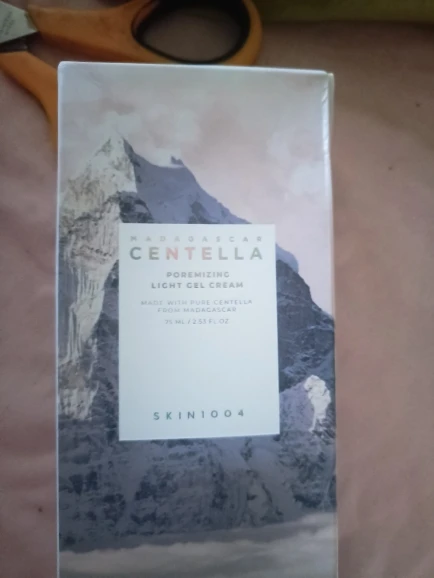 MADAGASCAR
CENTELLA
POREMIZING
LIGHT GEL CREAM
MADE WITH PURE CENTELLA
FROM MADAGASCAR
75 ML / 2.53 FL.OZ
SKIN1004